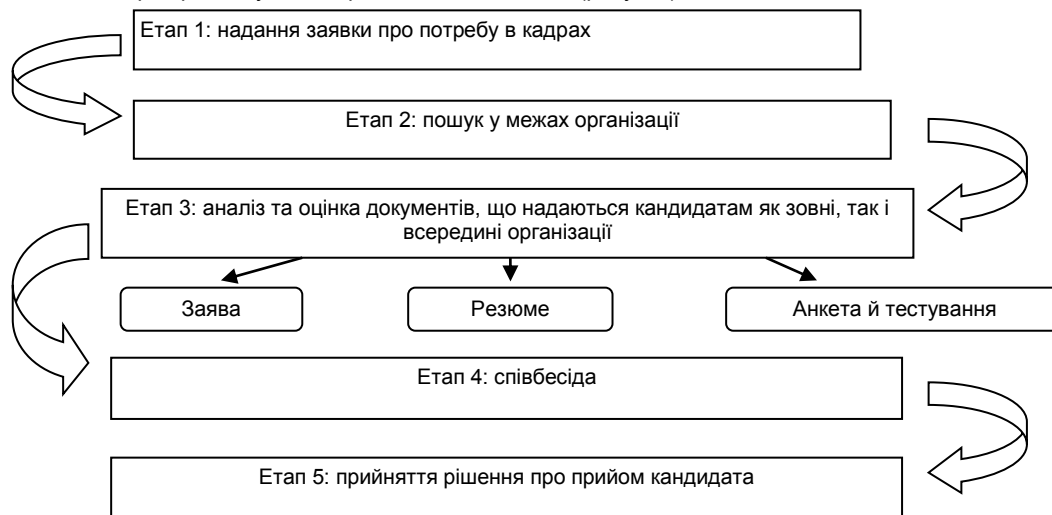 Етап 1: надання заявки про потребу в кадрах
Етап 2: пошук у межах організації
Етап 3: аналіз та оцінка документів, що надаються кандидатам як зовні, так і
всередині організації
Заява
Резюме
Анкета й тестування
Етап 4: співбесіда
Етап 5: прийняття рішення про прийом кандидата